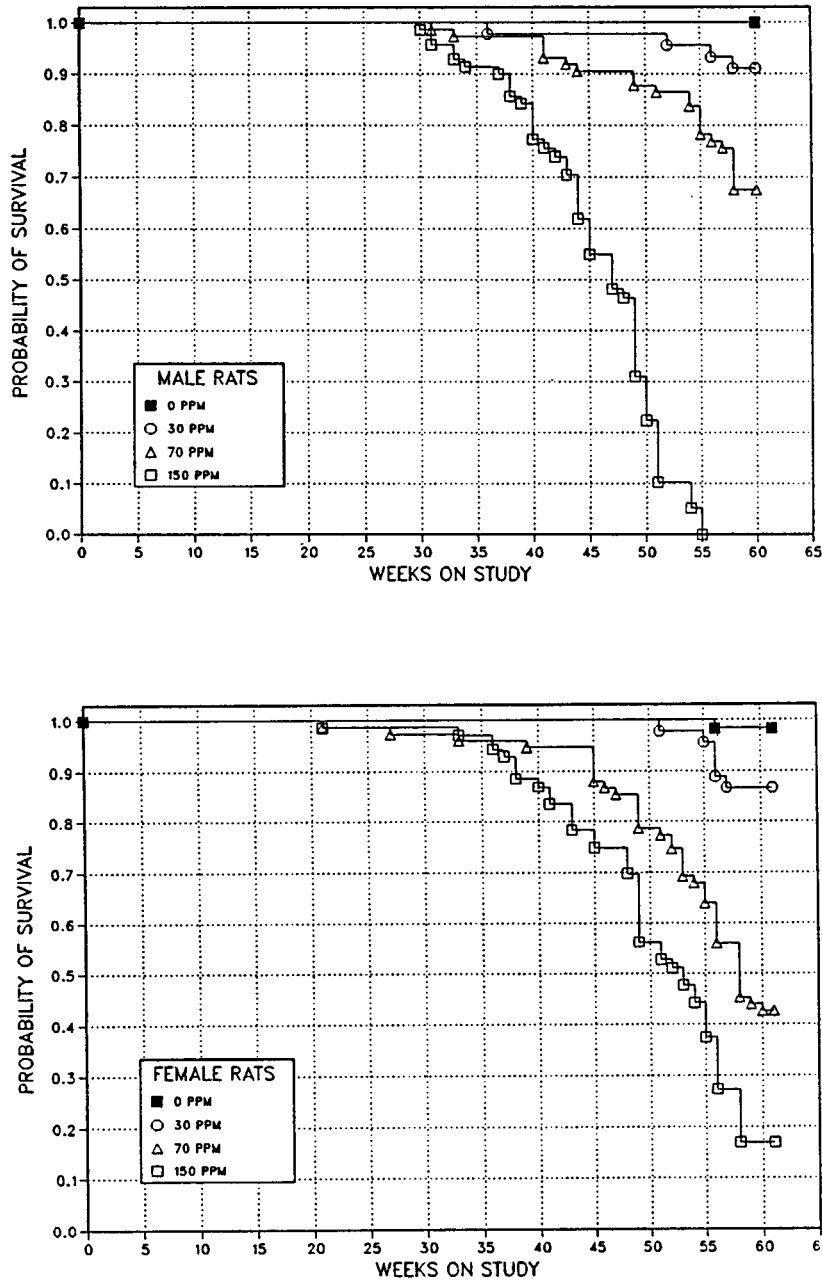 PROBABILITY OF SURVIVAL
1.0
0.9
0.8
0.7
0.6
0.5
0.4
0.3
0.2
0.1
0.0
MALE RATS
0 PPM
30 PPM
70 PPM
150 PPM
0 5 10 15 20 25 30 35 40 45 50 55 60 65
WEEKS ON STUDY
PROBABILITY OF SURVIVAL
1.0
0.9
0.8
0.7
0.6
0.5
0.4
0.3
0.2
0.1
0.0
FEMALE RATS
0 PPM
30 PPM
70 PPM
150 PPM
0 5 10 15 20 25 30 35 40 45 50 55 60 6
WEEKS ON STUDY